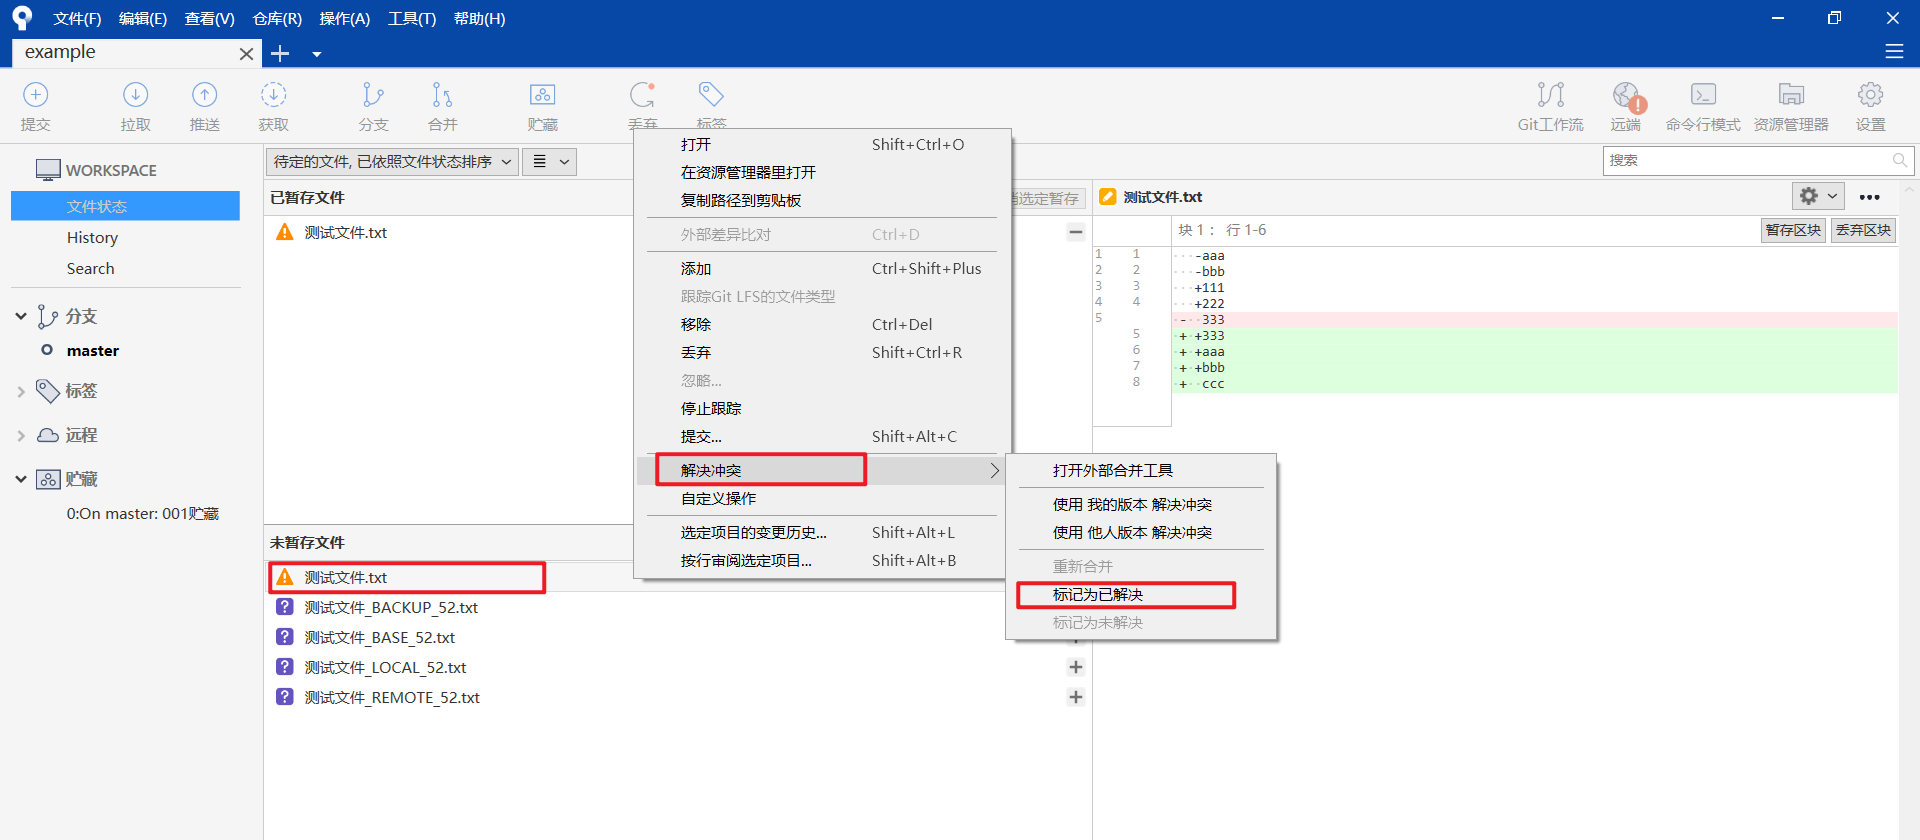 文件(F) 编辑(E) 查看(V) 仓库(R) 操作(A) 工具(T) 帮助(H)
example
提交 拉取 推送 获取 分支 合并 贮藏 丢弃 标签 Git工作流 远端 命令行模式 资源管理器 设置
WORKSPACE
文件状态
History
Search
分支
master
标签
远程
贮藏
0:On master: 001贮藏
待定的文件, 已依照文件状态排序
搜索
已暂存文件
选定暂存
测试文件.txt
未暂存文件
测试文件.txt
测试文件_BACKUP_52.txt
测试文件_BASE_52.txt
测试文件_LOCAL_52.txt
测试文件_REMOTE_52.txt
打开 Shift+Ctrl+O
在资源管理器里打开
复制路径到剪贴板
外部差异比对 Ctrl+D
添加 Ctrl+Shift+Plus
跟踪Git LFS的文件类型
移除 Ctrl+Del
丢弃 Shift+Ctrl+R
忽略...
停止跟踪
提交... Shift+Alt+C
解决冲突
自定义操作
选定项目的变更历史... Shift+Alt+L
按行审阅选定项目... Shift+Alt+B
打开外部合并工具
使用 我的版本 解决冲突
使用 他人版本 解决冲突
重新合并
标记为已解决
标记为未解决
测试文件.txt
块 1： 行 1-6 暂存区块 丢弃区块
1 1 -aaa
2 2 -bbb
3 3 +111
4 4 +222
5 - 333
5 + +333
6 + +aaa
7 + +bbb
8 + ccc